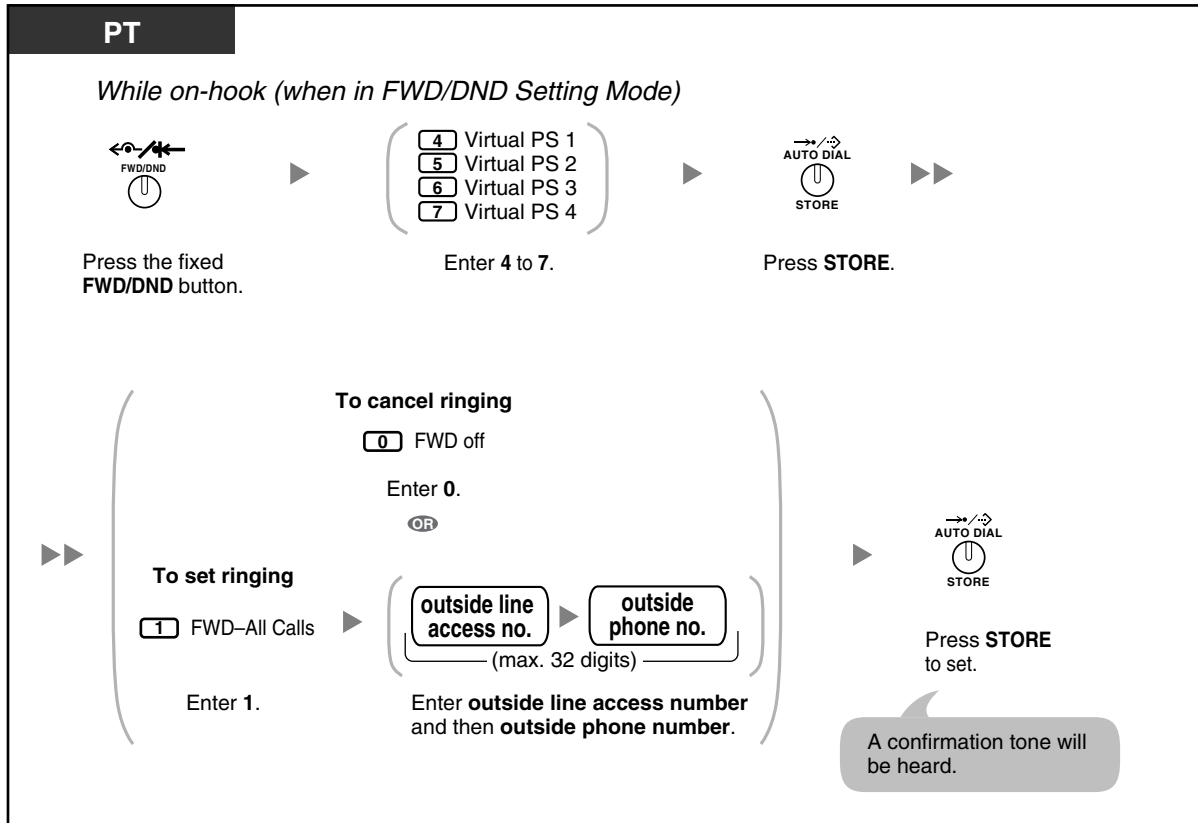 PT
While on-hook (when in FWD/DND Setting Mode)
FWD/DND
4 Virtual PS 1
5 Virtual PS 2
6 Virtual PS 3
7 Virtual PS 4
AUTO DIAL
STORE
Press the fixed
FWD/DND button.
Enter 4 to 7.
Press STORE.
To cancel ringing
0 FWD off
Enter 0.
OR
To set ringing
1 FWD–All Calls
Enter 1.
outside line
access no.
outside
phone no.
(max. 32 digits)
Enter outside line access number
and then outside phone number.
AUTO DIAL
STORE
Press STORE
to set.
A confirmation tone will
be heard.